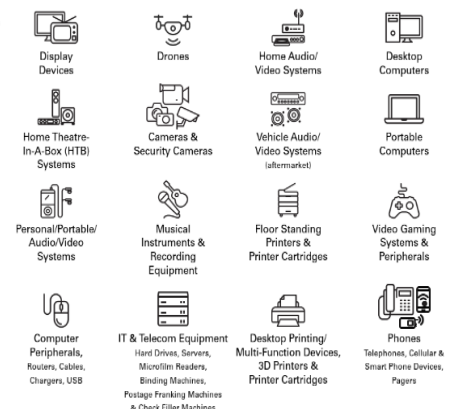 Display
Devices
Drones
Home Audio/
Video Systems
Desktop
Computers
Home Theatre-
In-A-Box (HTB)
Systems
Cameras &
Security Cameras
Vehicle Audio/
Video Systems
(aftermarket)
Portable
Computers
Personal/Portable/
Audio/Video
Systems
Musical
Instruments &
Recording
Equipment
Floor Standing
Printers &
Printer Cartridges
Video Gaming
Systems &
Peripherals
Computer
Peripherals,
Routers, Cables,
Chargers, USB
IT & Telecom Equipment
Hard Drives, Servers,
Microfilm Readers,
Binding Machines,
Postage Franking Machines
& Check Filler Machines
Desktop Printing/
Multi-Function Devices,
3D Printers &
Printer Cartridges
Phones
Telephones, Cellular &
Smart Phone Devices,
Pagers